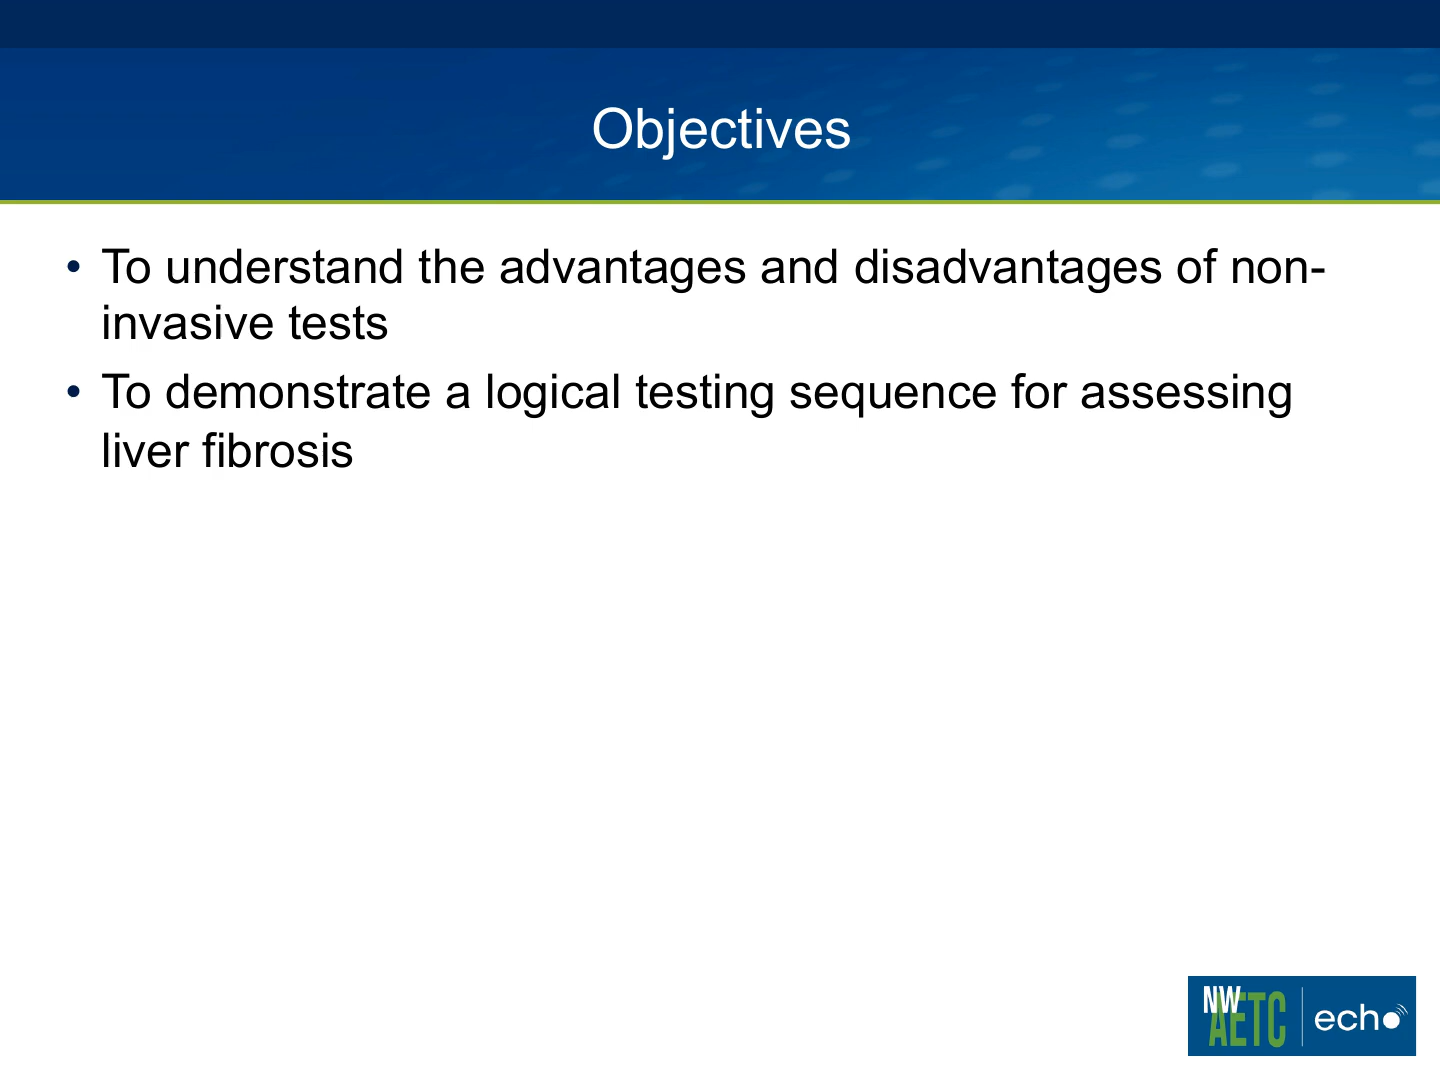 Objectives
• To understand the advantages and disadvantages of non-
invasive tests
• To demonstrate a logical testing sequence for assessing
liver fibrosis
NW
AETC
echo